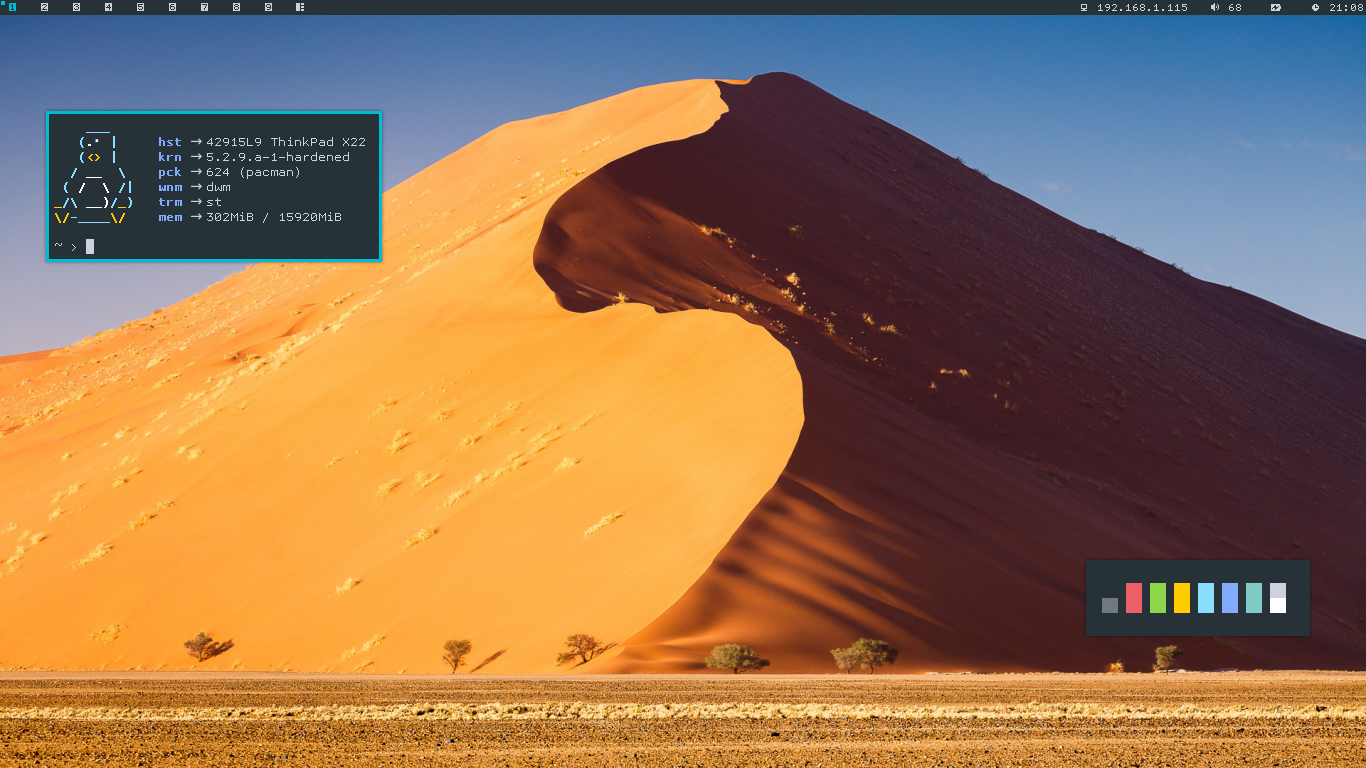 1 2 3 4 5 6 7 8 9 192.168.1.115 68 21:08
hst → 42915L9 ThinkPad X22
krn → 5.2.9.a-1-hardened
pck → 624 (pacman)
wnm → dwm
trm → st
mem → 302MiB / 15920MiB
~ >